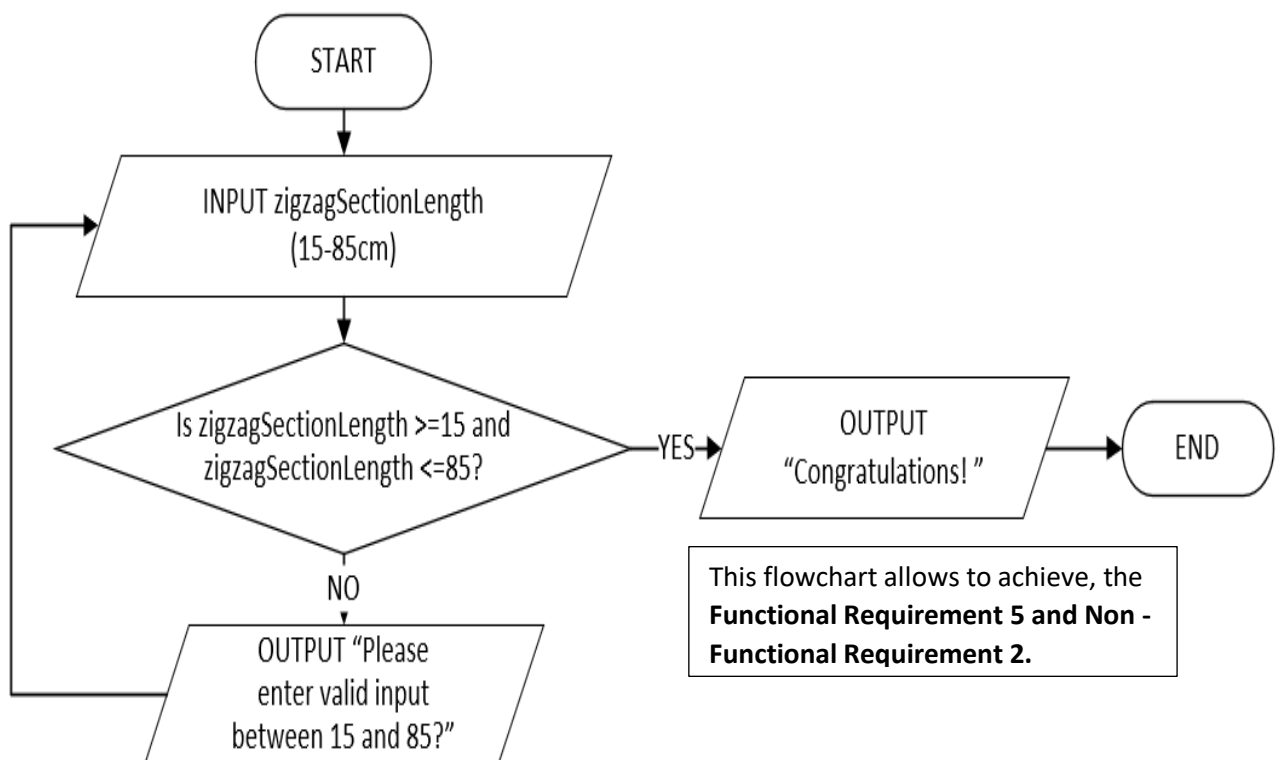 START
INPUT zigzagSectionLength
(15-85cm)
Is zigzagSectionLength >=15 and
zigzagSectionLength <=85?
YES
OUTPUT
“Congratulations! ”
END
NO
OUTPUT “Please
enter valid input
between 15 and 85?”
This flowchart allows to achieve, the
Functional Requirement 5 and Non -
Functional Requirement 2.